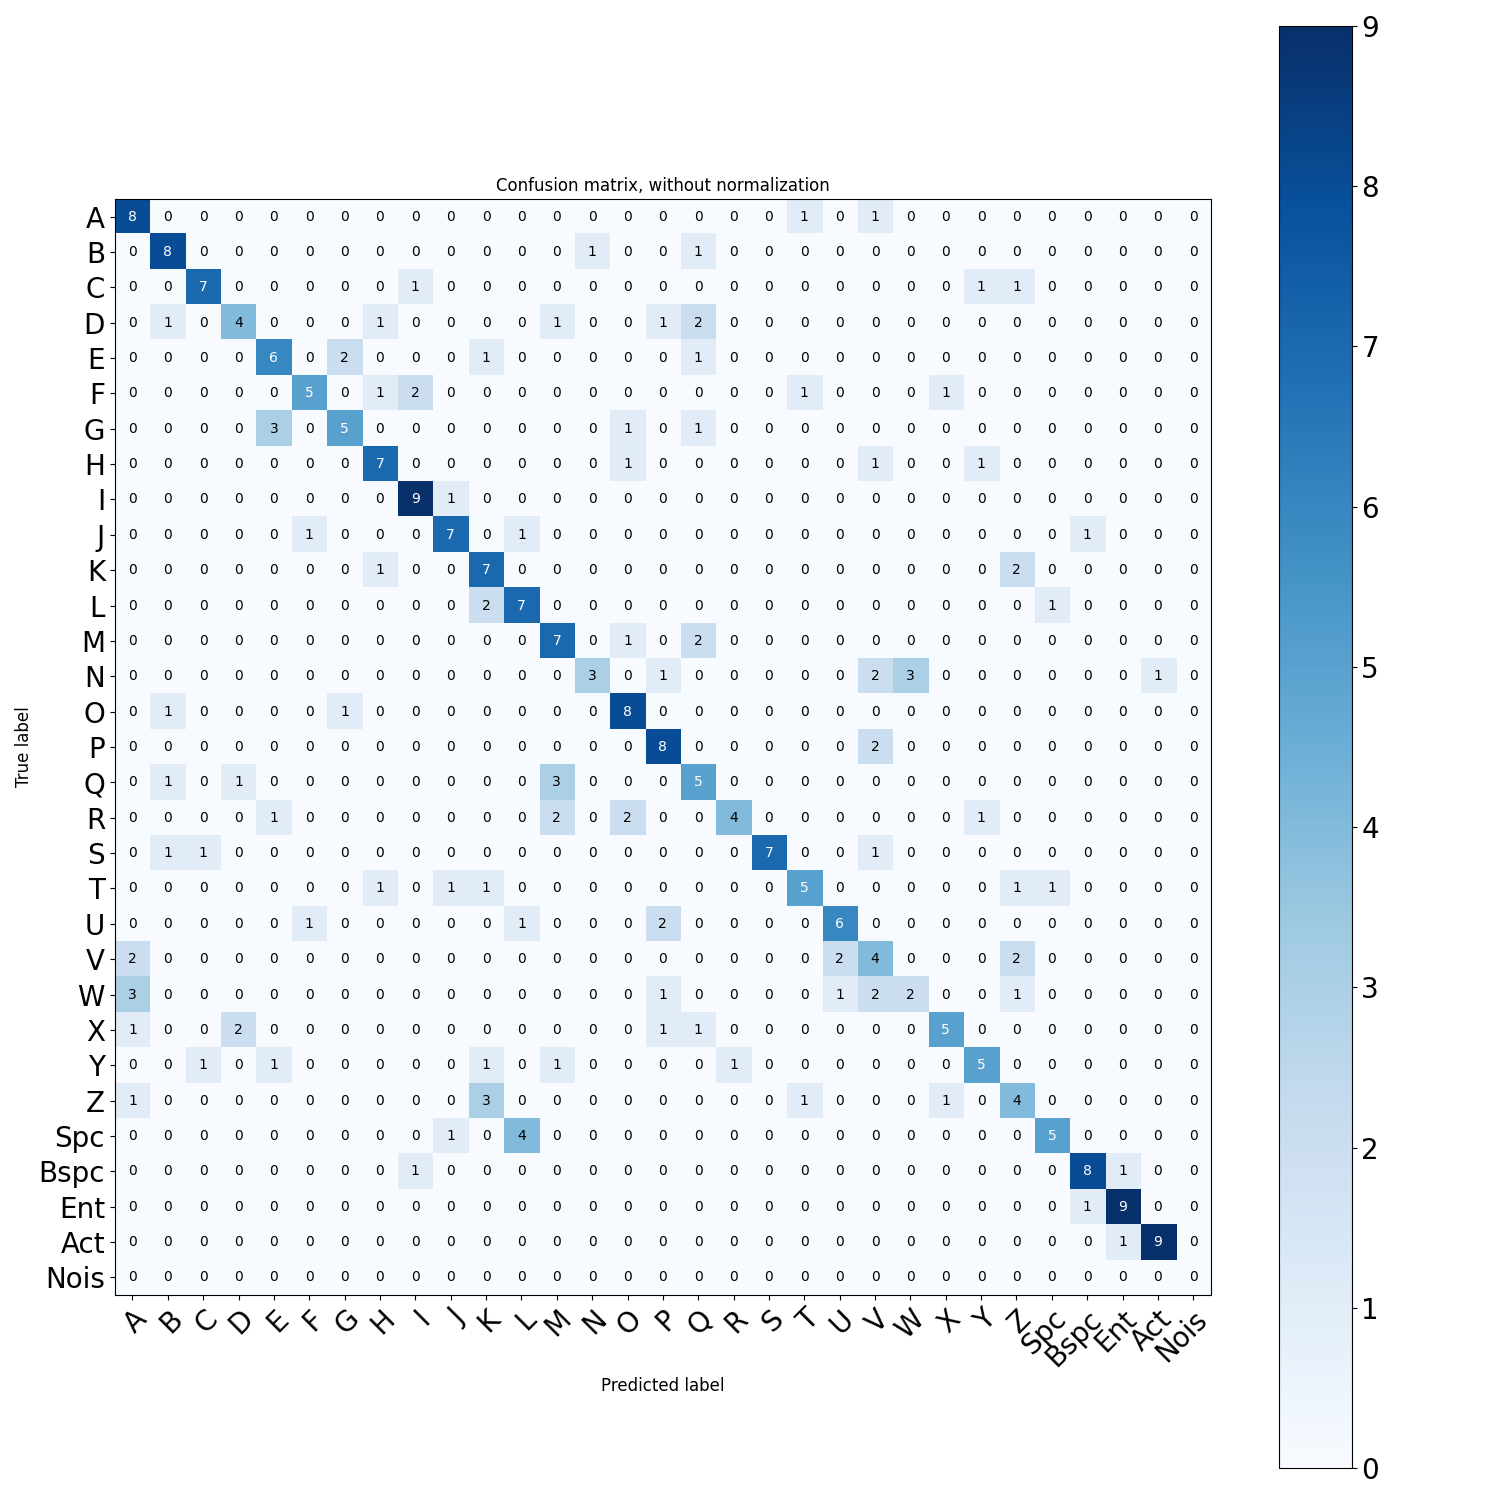 Confusion matrix, without normalization
A 8 0 0 0 0 0 0 0 0 0 0 0 0 0 0 0 0 0 0 1 0 1 0 0 0 0 0 0 0 0 0
B 0 8 0 0 0 0 0 0 0 0 0 0 0 1 0 0 1 0 0 0 0 0 0 0 0 0 0 0 0 0 0
C 0 0 7 0 0 0 0 0 1 0 0 0 0 0 0 0 0 0 0 0 0 0 0 0 1 1 0 0 0 0 0
D 0 1 0 4 0 0 0 1 0 0 0 0 1 0 0 1 2 0 0 0 0 0 0 0 0 0 0 0 0 0 0
E 0 0 0 0 6 0 2 0 0 0 1 0 0 0 0 0 1 0 0 0 0 0 0 0 0 0 0 0 0 0 0
F 0 0 0 0 0 5 0 1 2 0 0 0 0 0 0 0 0 0 0 1 0 0 0 1 0 0 0 0 0 0 0
G 0 0 0 0 3 0 5 0 0 0 0 0 0 0 1 0 1 0 0 0 0 0 0 0 0 0 0 0 0 0 0
H 0 0 0 0 0 0 0 7 0 0 0 0 0 0 1 0 0 0 0 0 0 1 0 0 1 0 0 0 0 0 0
I 0 0 0 0 0 0 0 0 9 1 0 0 0 0 0 0 0 0 0 0 0 0 0 0 0 0 0 0 0 0 0
J 0 0 0 0 0 1 0 0 0 7 0 1 0 0 0 0 0 0 0 0 0 0 0 0 0 0 0 1 0 0 0
K 0 0 0 0 0 0 0 1 0 0 7 0 0 0 0 0 0 0 0 0 0 0 0 0 0 2 0 0 0 0 0
L 0 0 0 0 0 0 0 0 0 0 2 7 0 0 0 0 0 0 0 0 0 0 0 0 0 0 1 0 0 0 0
M 0 0 0 0 0 0 0 0 0 0 0 0 7 0 1 0 2 0 0 0 0 0 0 0 0 0 0 0 0 0 0
N 0 0 0 0 0 0 0 0 0 0 0 0 0 3 0 1 0 0 0 0 0 2 3 0 0 0 0 0 0 1 0
O 0 1 0 0 0 0 1 0 0 0 0 0 0 0 8 0 0 0 0 0 0 0 0 0 0 0 0 0 0 0 0
P 0 0 0 0 0 0 0 0 0 0 0 0 0 0 0 8 0 0 0 0 0 2 0 0 0 0 0 0 0 0 0
Q 0 1 0 1 0 0 0 0 0 0 0 0 3 0 0 0 5 0 0 0 0 0 0 0 0 0 0 0 0 0 0
R 0 0 0 0 1 0 0 0 0 0 0 0 2 0 2 0 0 4 0 0 0 0 0 0 1 0 0 0 0 0 0
S 0 1 1 0 0 0 0 0 0 0 0 0 0 0 0 0 0 0 7 0 0 1 0 0 0 0 0 0 0 0 0
T 0 0 0 0 0 0 0 1 0 1 1 0 0 0 0 0 0 0 0 5 0 0 0 0 0 1 1 0 0 0 0
U 0 0 0 0 0 1 0 0 0 0 0 1 0 0 0 2 0 0 0 0 6 0 0 0 0 0 0 0 0 0 0
V 2 0 0 0 0 0 0 0 0 0 0 0 0 0 0 0 0 0 0 0 2 4 0 0 0 2 0 0 0 0 0
W 3 0 0 0 0 0 0 0 0 0 0 0 0 0 0 1 0 0 0 0 1 2 2 0 0 1 0 0 0 0 0
X 1 0 0 2 0 0 0 0 0 0 0 0 0 0 0 1 1 0 0 0 0 0 0 5 0 0 0 0 0 0 0
Y 0 0 1 0 1 0 0 0 0 0 1 0 1 0 0 0 0 1 0 0 0 0 0 0 5 0 0 0 0 0 0
Z 1 0 0 0 0 0 0 0 0 0 3 0 0 0 0 0 0 0 0 1 0 0 0 1 0 4 0 0 0 0 0
Spc 0 0 0 0 0 0 0 0 0 1 0 4 0 0 0 0 0 0 0 0 0 0 0 0 0 0 5 0 0 0 0
Bspc 0 0 0 0 0 0 0 0 1 0 0 0 0 0 0 0 0 0 0 0 0 0 0 0 0 0 0 8 1 0 0
Ent 0 0 0 0 0 0 0 0 0 0 0 0 0 0 0 0 0 0 0 0 0 0 0 0 0 0 0 1 9 0 0
Act 0 0 0 0 0 0 0 0 0 0 0 0 0 0 0 0 0 0 0 0 0 0 0 0 0 0 0 0 1 9 0
Nois 0 0 0 0 0 0 0 0 0 0 0 0 0 0 0 0 0 0 0 0 0 0 0 0 0 0 0 0 0 0 0
A B C D E F G H I J K L M N O P Q R S T U V W X Y Z Spc Bspc Ent Act Nois
Predicted label
True label
9
8
7
6
5
4
3
2
1
0